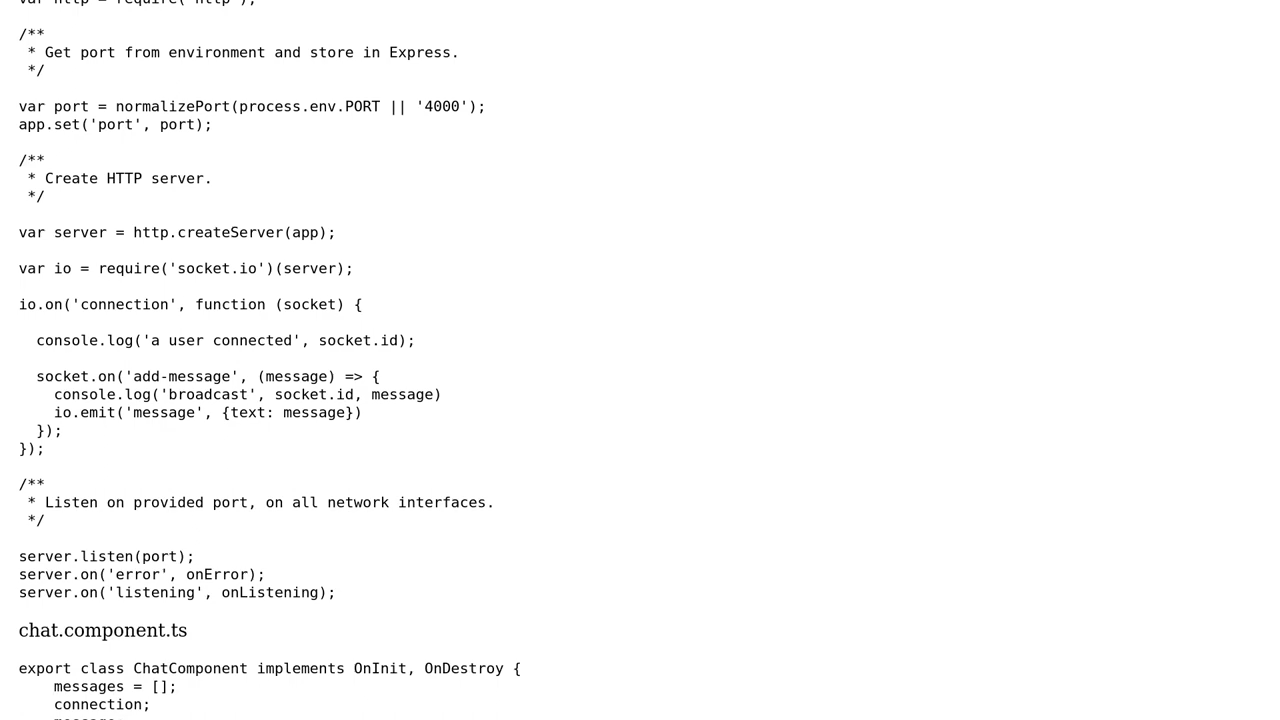 var http = require('http');
/**
 * Get port from environment and store in Express.
 */
var port = normalizePort(process.env.PORT || '4000');
app.set('port', port);
/**
 * Create HTTP server.
 */
var server = http.createServer(app);
var io = require('socket.io')(server);
io.on('connection', function (socket) {
  console.log('a user connected', socket.id);
  socket.on('add-message', (message) => {
    console.log('broadcast', socket.id, message)
    io.emit('message', {text: message})
  });
});
/**
 * Listen on provided port, on all network interfaces.
 */
server.listen(port);
server.on('error', onError);
server.on('listening', onListening);
chat.component.ts
export class ChatComponent implements OnInit, OnDestroy {
    messages = [];
    connection;